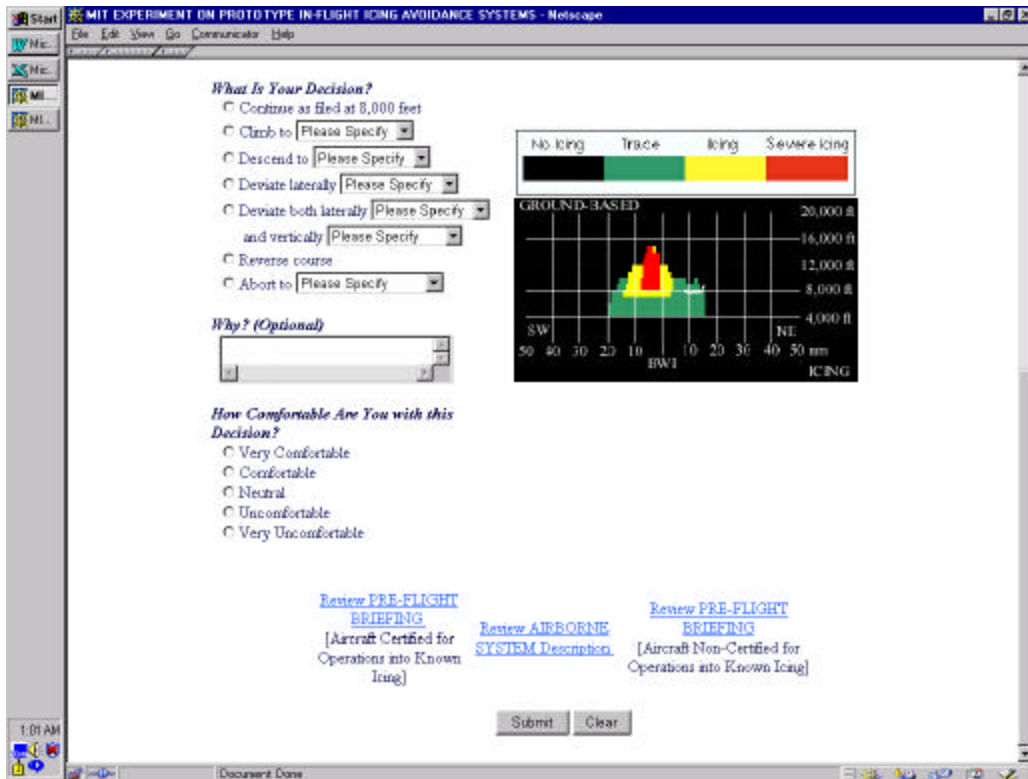 Start
MIT EXPERIMENT ON PROTOTYPE IN-FLIGHT ICING AVOIDANCE SYSTEMS - Netscape
File Edit View Go Communicator Help
Mic...
Mic...
MI...
MI...
What Is Your Decision?
Continue as filed at 8,000 feet
Climb to Please Specify
Descend to Please Specify
Deviate laterally Please Specify
Deviate both laterally Please Specify
and vertically Please Specify
Reverse course
Abort to Please Specify
Why? (Optional)
How Comfortable Are You with this
Decision?
Very Comfortable
Comfortable
Neutral
Uncomfortable
Very Uncomfortable
No Icing Trace Icing Severe Icing
GROUND-BASED
20,000 ft
16,000 ft
12,000 ft
8,000 ft
4,000 ft
SW NE
50 40 30 20 10 10 20 30 40 50 nm
BWI
ICING
Review PRE-FLIGHT
BRIEFING
[Aircraft Certified for
Operations into Known
Icing]
Review AIRBORNE
SYSTEM Description
Review PRE-FLIGHT
BRIEFING
[Aircraft Non-Certified for
Operations into Known Icing]
Submit Clear
1:01 AM
Document Done